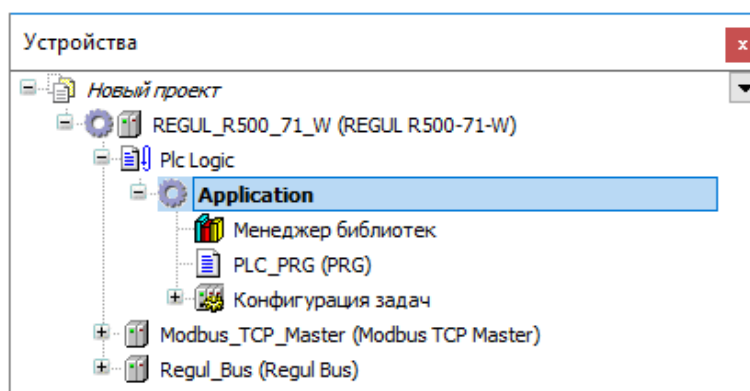 Устройства
x
Новый проект
REGUL_R500_71_W (REGUL R500-71-W)
Plc Logic
Application
Менеджер библиотек
PLC_PRG (PRG)
Конфигурация задач
Modbus_TCP_Master (Modbus TCP Master)
Regul_Bus (Regul Bus)